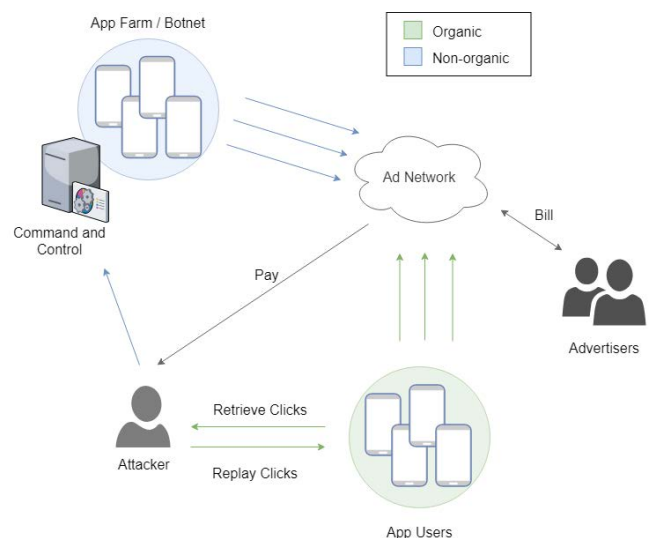 App Farm / Botnet
Organic
Non-organic
Ad Network
Command and
Control
Bill
Pay
Advertisers
Retrieve Clicks
Attacker
Replay Clicks
App Users